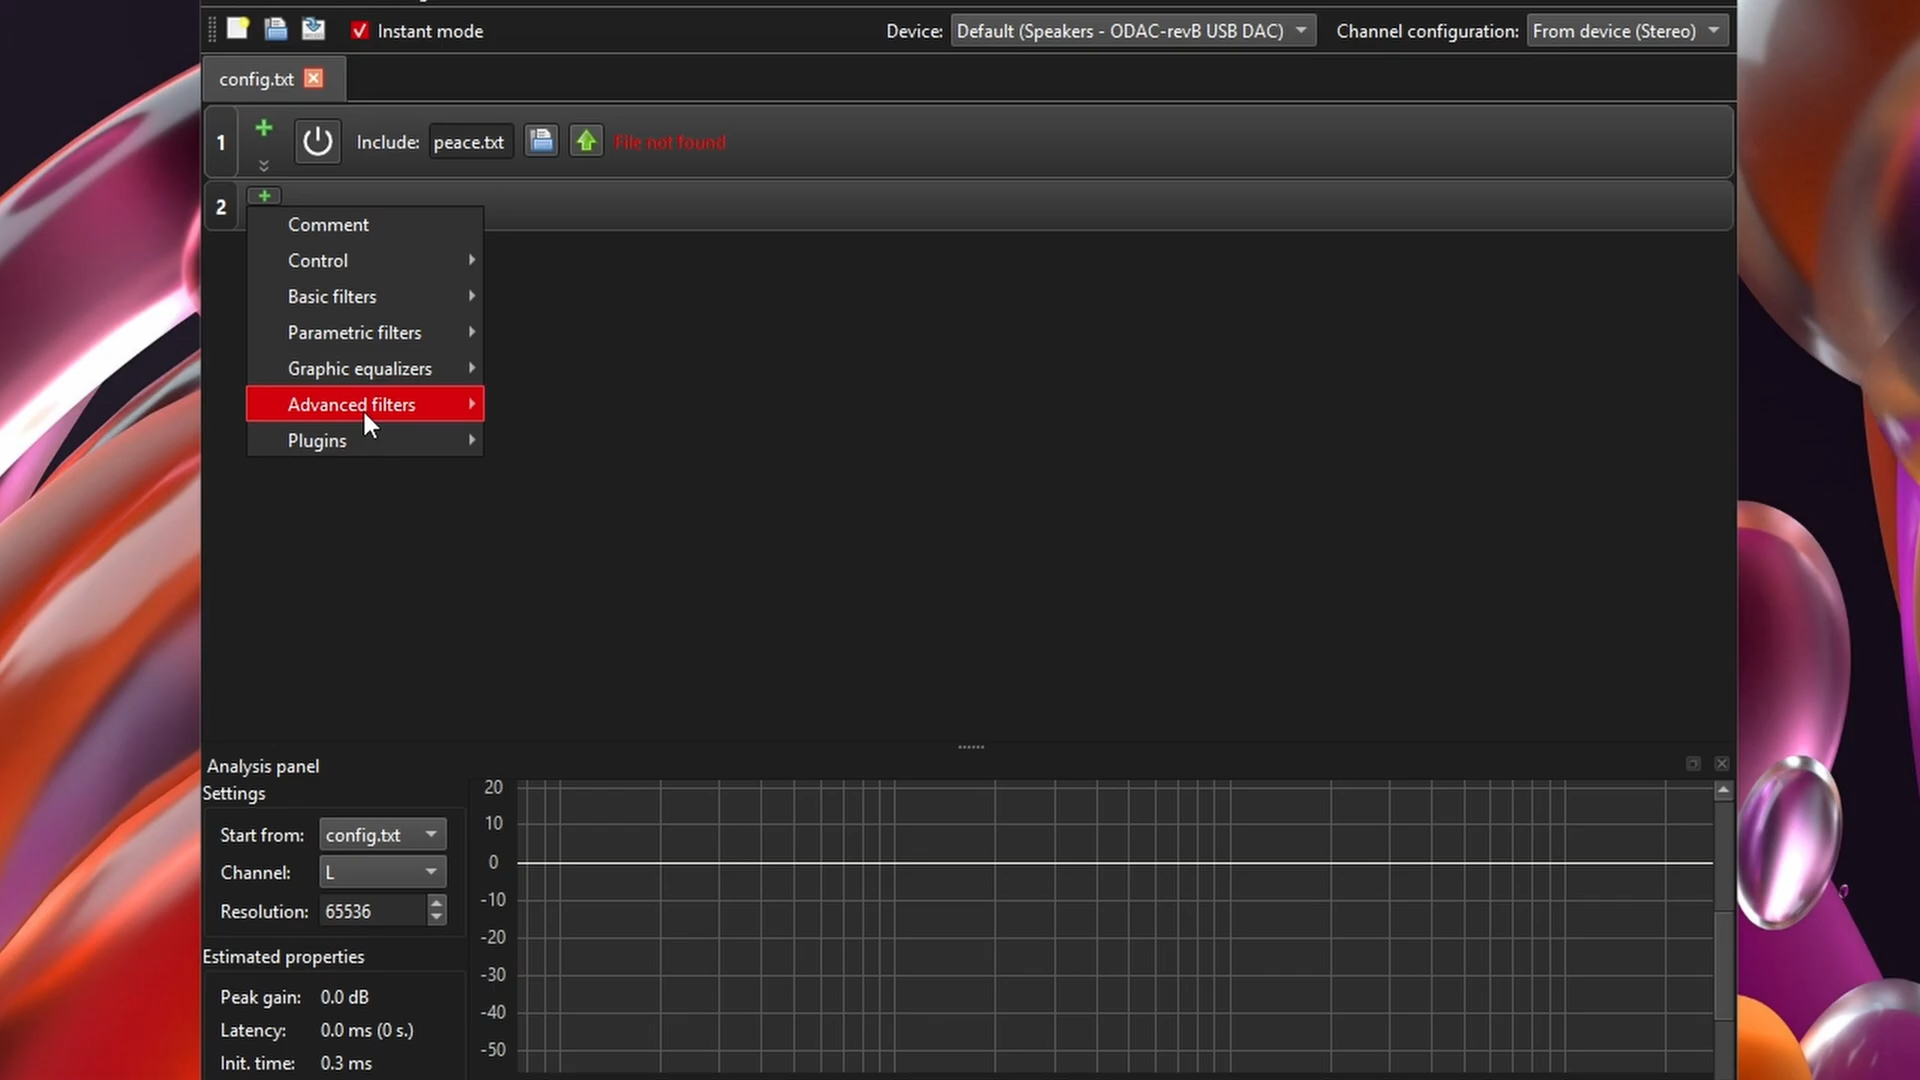 Instant mode Device: Default (Speakers - ODAC-revB USB DAC) Channel configuration: From device (Stereo)
config.txt
1 Include: peace.txt File not found
2
Comment
Control
Basic filters
Parametric filters
Graphic equalizers
Advanced filters
Plugins
Analysis panel
Settings
Start from: config.txt
Channel: L
Resolution: 65536
Estimated properties
Peak gain: 0.0 dB
Latency: 0.0 ms (0 s.)
Init. time: 0.3 ms
20
10
0
-10
-20
-30
-40
-50